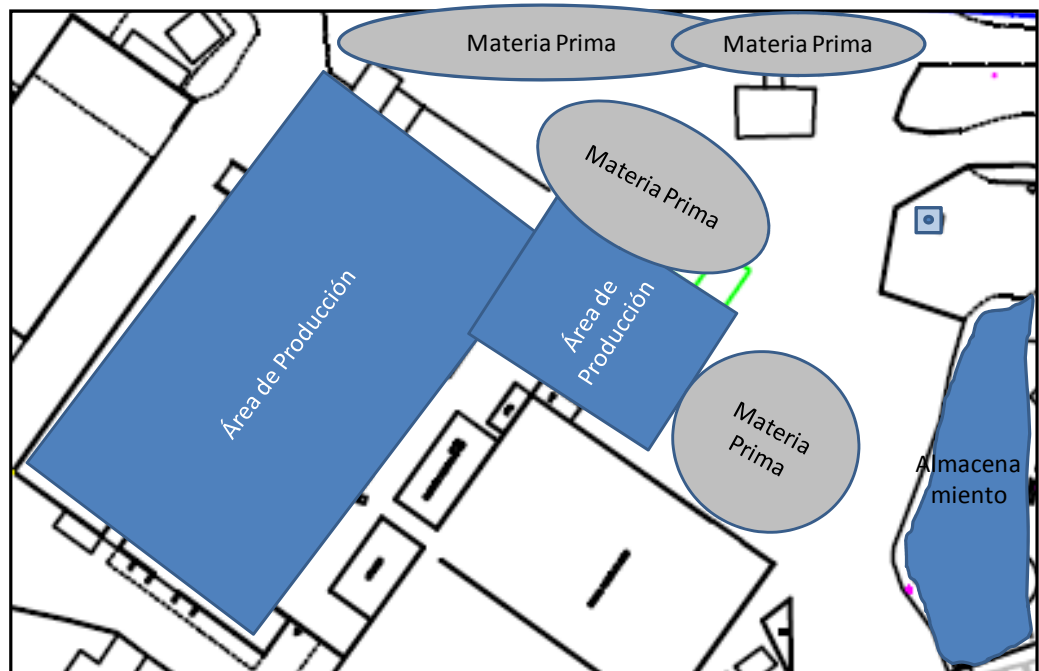 Materia Prima
Materia Prima
Materia Prima
Área de Producción
Área de
Producción
Materia
Prima
Almacena
miento